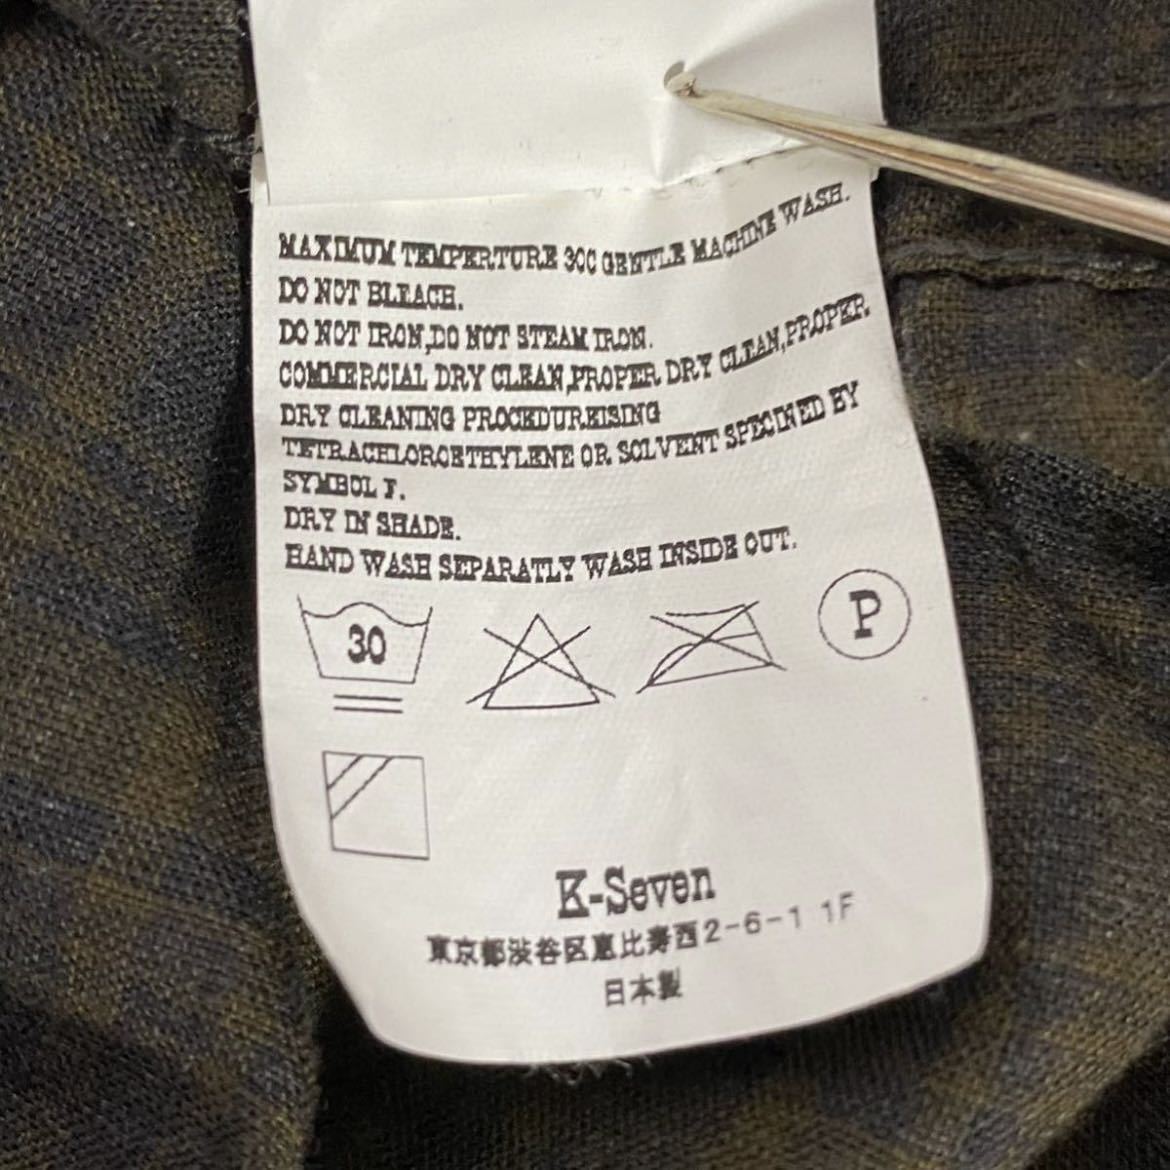 MAXIMUM TEMPERTURE 30C GENTLE MACHINE WASH.
DO NOT BLEACH.
DO NOT IRON,DO NOT STEAM IRON.
COMMERCIAL DRY CLEAN,PROPER DRY CLEAN,PROPER.
DRY CLEANING PROCKDUREISING
TETRACHLOROETHYLENE OR SOLVENT SPECINED BY
SYMBOL F.
DRY IN SHADE.
HAND WASH SEPARATLY WASH INSIDE OUT.
30
P
K-Seven
東京都渋谷区恵比寿西2-6-1 1F
日本製